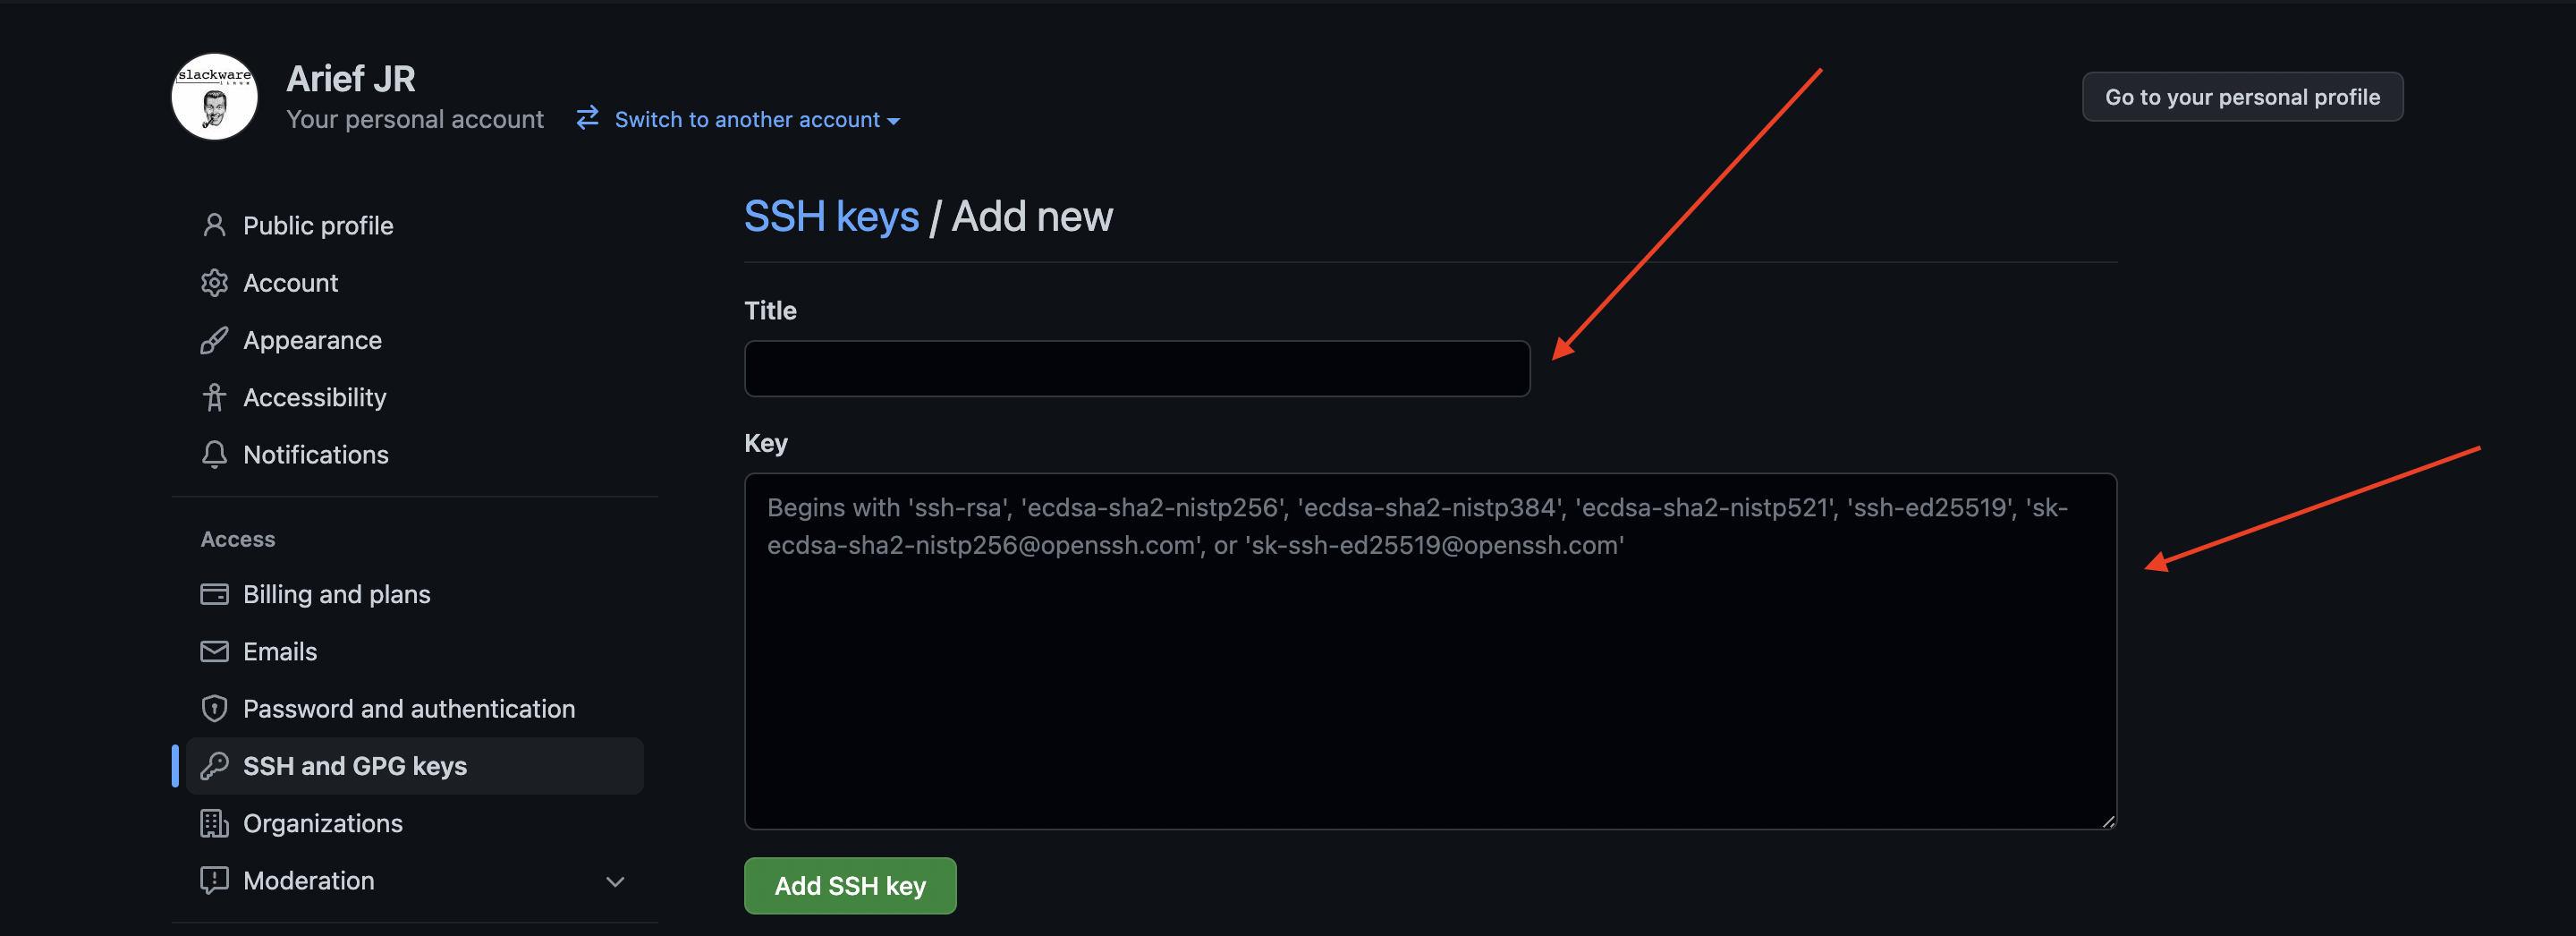 slackware
linux
Arief JR
Your personal account
Switch to another account
Go to your personal profile
Public profile
Account
Appearance
Accessibility
Notifications
Access
Billing and plans
Emails
Password and authentication
SSH and GPG keys
Organizations
Moderation
SSH keys / Add new
Title
Key
Begins with 'ssh-rsa', 'ecdsa-sha2-nistp256', 'ecdsa-sha2-nistp384', 'ecdsa-sha2-nistp521', 'ssh-ed25519', 'sk-
ecdsa-sha2-nistp256@openssh.com', or 'sk-ssh-ed25519@openssh.com'
Add SSH key